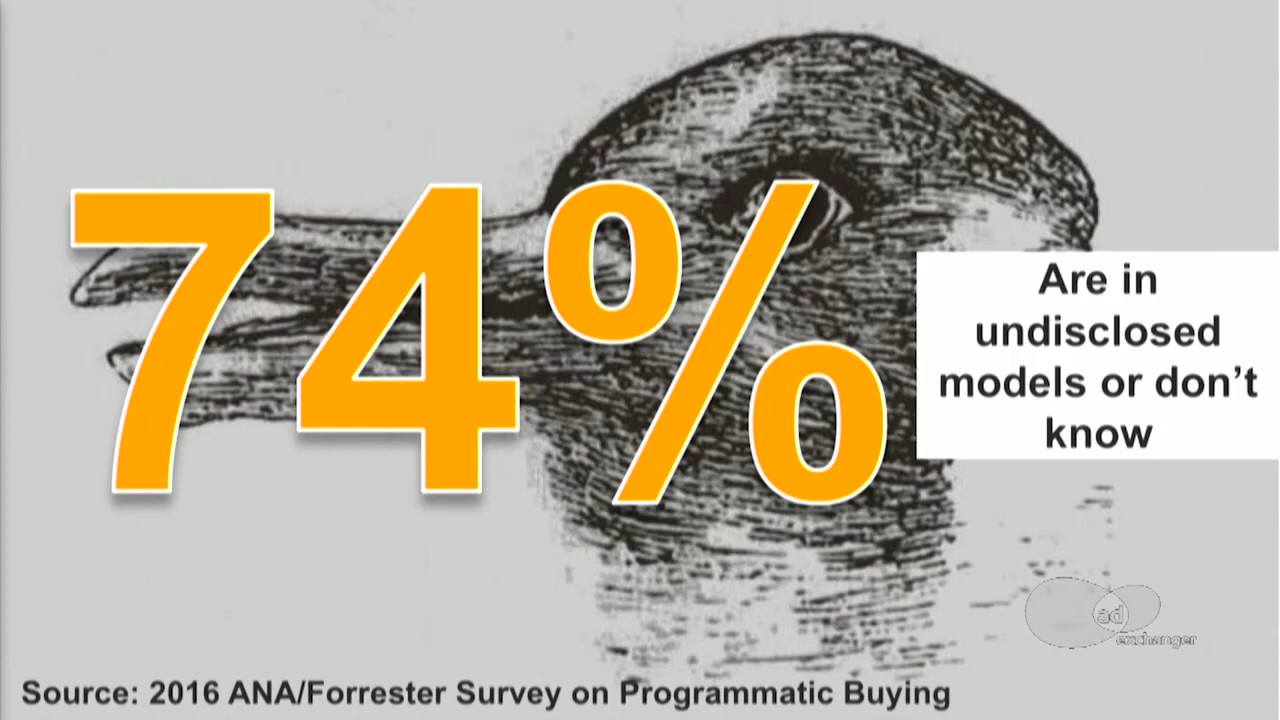 74%
Are in
undisclosed
models or don’t
know
ad
exchanger
Source: 2016 ANA/Forrester Survey on Programmatic Buying